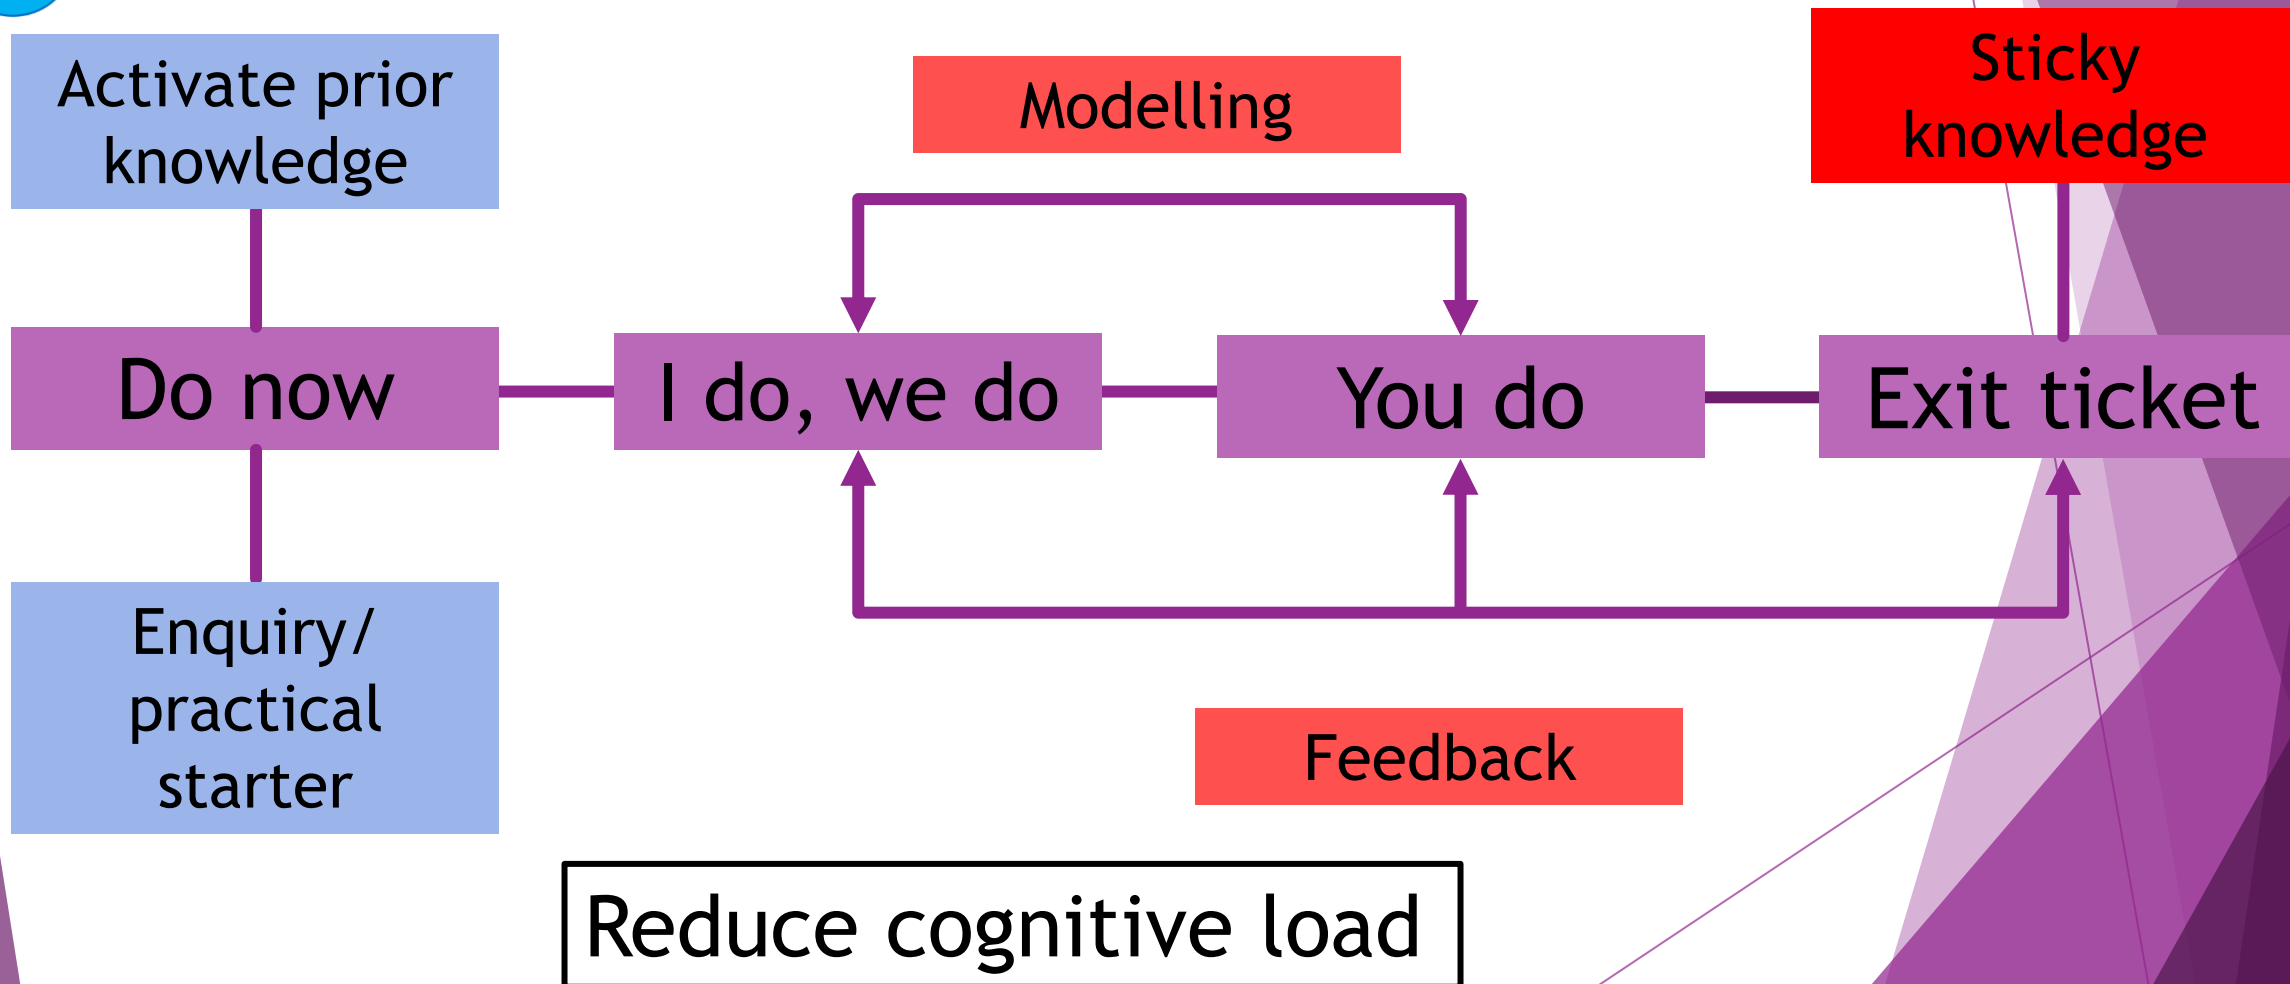 Activate prior
knowledge
Modelling
Sticky
knowledge
Do now
I do, we do
You do
Exit ticket
Enquiry/
practical
starter
Feedback
Reduce cognitive load